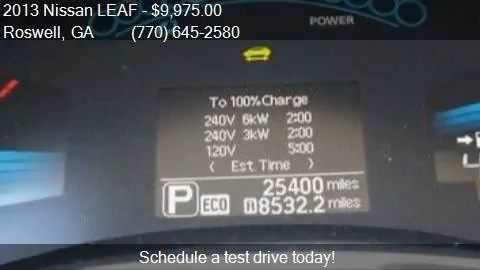 2013 Nissan LEAF - $9,975.00
Roswell, GA (770) 645-2580
POWER
To 100%Charge
240V 6kW 2:00
240V 3kW 2:00
120V 5:00
< Est.Time >
25400 miles
P ECO 8532.2 miles
Schedule a test drive today!